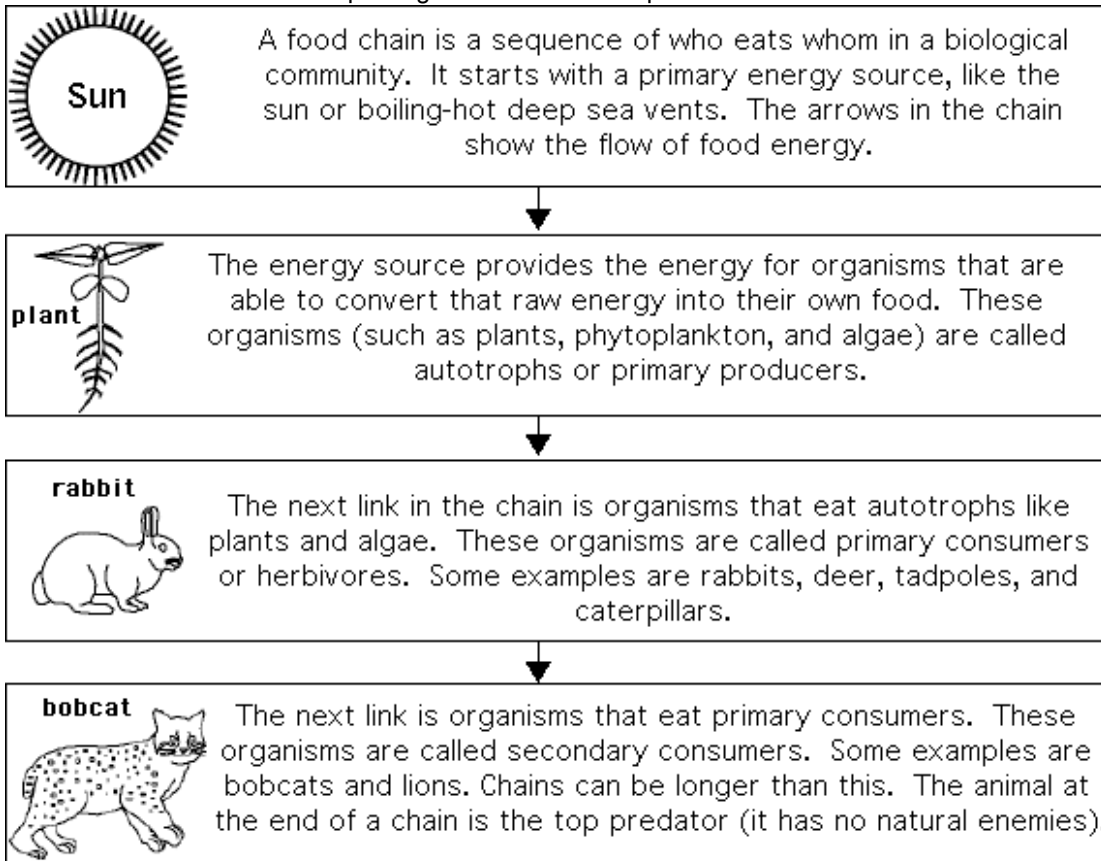 Sun
A food chain is a sequence of who eats whom in a biological
community. It starts with a primary energy source, like the
sun or boiling-hot deep sea vents. The arrows in the chain
show the flow of food energy.
plant
The energy source provides the energy for organisms that are
able to convert that raw energy into their own food. These
organisms (such as plants, phytoplankton, and algae) are called
autotrophs or primary producers.
rabbit
The next link in the chain is organisms that eat autotrophs like
plants and algae. These organisms are called primary consumers
or herbivores. Some examples are rabbits, deer, tadpoles, and
caterpillars.
bobcat
The next link is organisms that eat primary consumers. These
organisms are called secondary consumers. Some examples are
bobcats and lions. Chains can be longer than this. The animal at
the end of a chain is the top predator (it has no natural enemies)